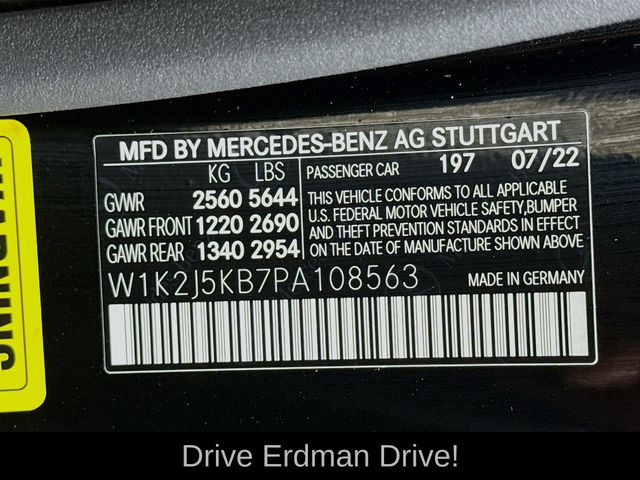 MFD BY MERCEDES-BENZ AG STUTTGART
KG LBS PASSENGER CAR 197 07/22
GVWR 2560 5644
GAWR FRONT 1220 2690
GAWR REAR 1340 2954
THIS VEHICLE CONFORMS TO ALL APPLICABLE
U.S. FEDERAL MOTOR VEHICLE SAFETY,BUMPER
AND THEFT PREVENTION STANDARDS IN EFFECT
ON THE DATE OF MANUFACTURE SHOWN ABOVE.
W1K2J5KB7PA108563 MADE IN GERMANY
WARNING
Drive Erdman Drive!